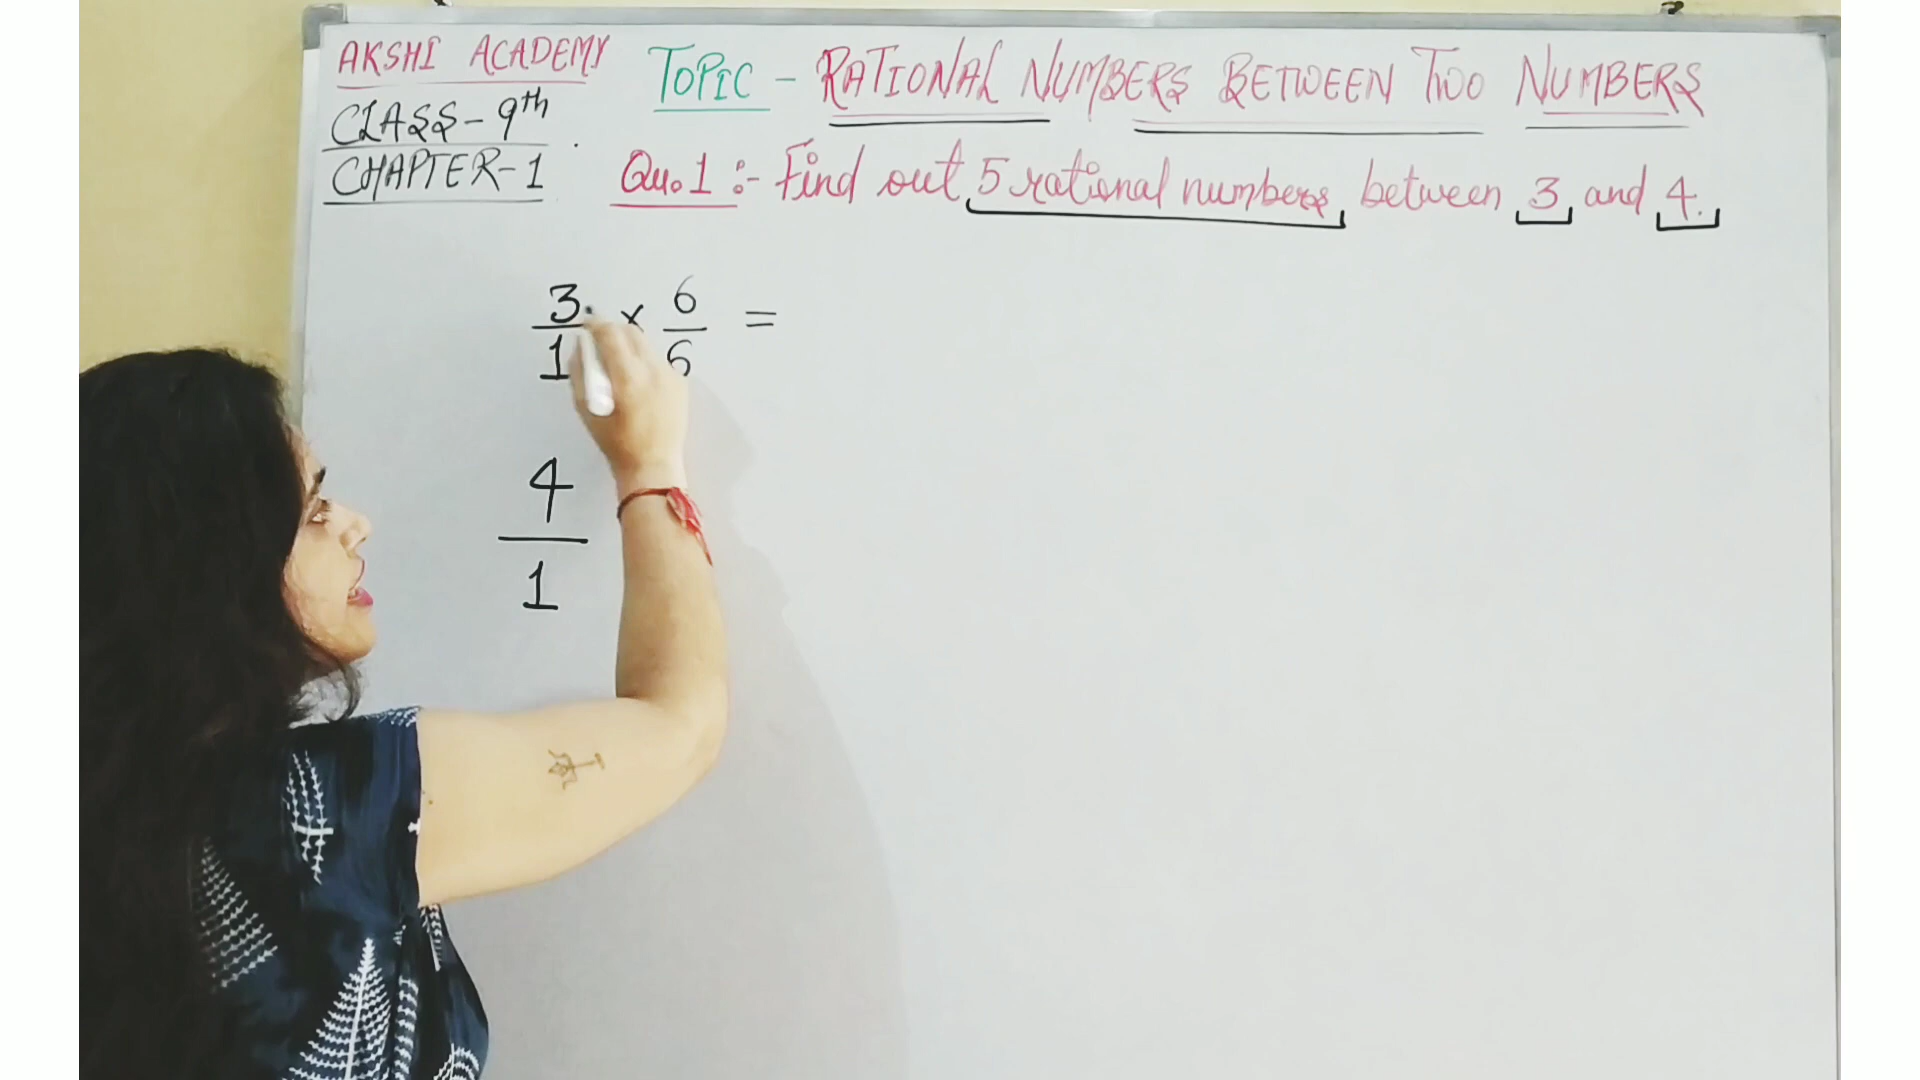 AKSHI ACADEMY
CLASS-9th
CHAPTER-1
TOPIC - RATIONAL NUMBERS BETWEEN TWO NUMBERS
Qu.1 :- Find out 5 rational numbers between 3 and 4.
3/1 × 6/6 =
4/1